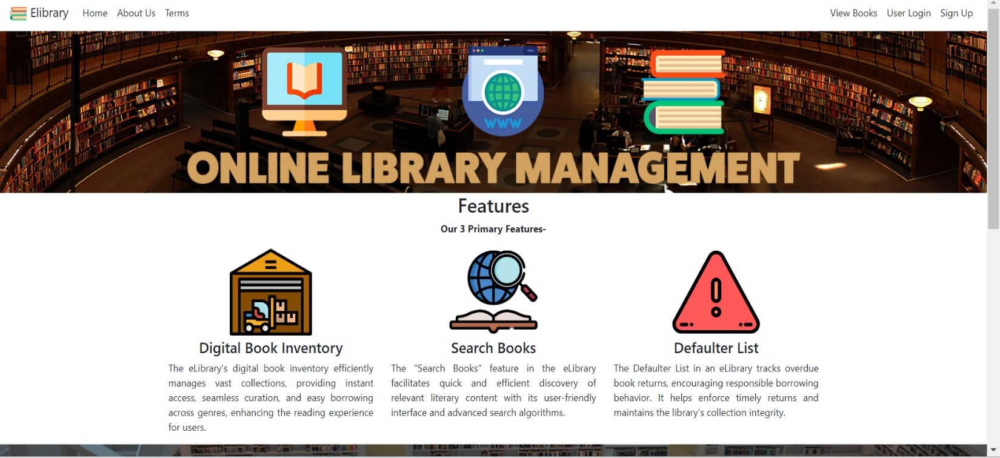 Elibrary Home About Us Terms View Books User Login Sign Up
WWW
ONLINE LIBRARY MANAGEMENT
Features
Our 3 Primary Features-
Digital Book Inventory
The eLibrary's digital book inventory efficiently
manages vast collections, providing instant
access, seamless curation, and easy borrowing
across genres, enhancing the reading experience
for users.
Search Books
The "Search Books" feature in the eLibrary
facilitates quick and efficient discovery of
relevant literary content with its user-friendly
interface and advanced search algorithms.
Defaulter List
The Defaulter List in an eLibrary tracks overdue
book returns, encouraging responsible borrowing
behavior. It helps enforce timely returns and
maintains the library's collection integrity.